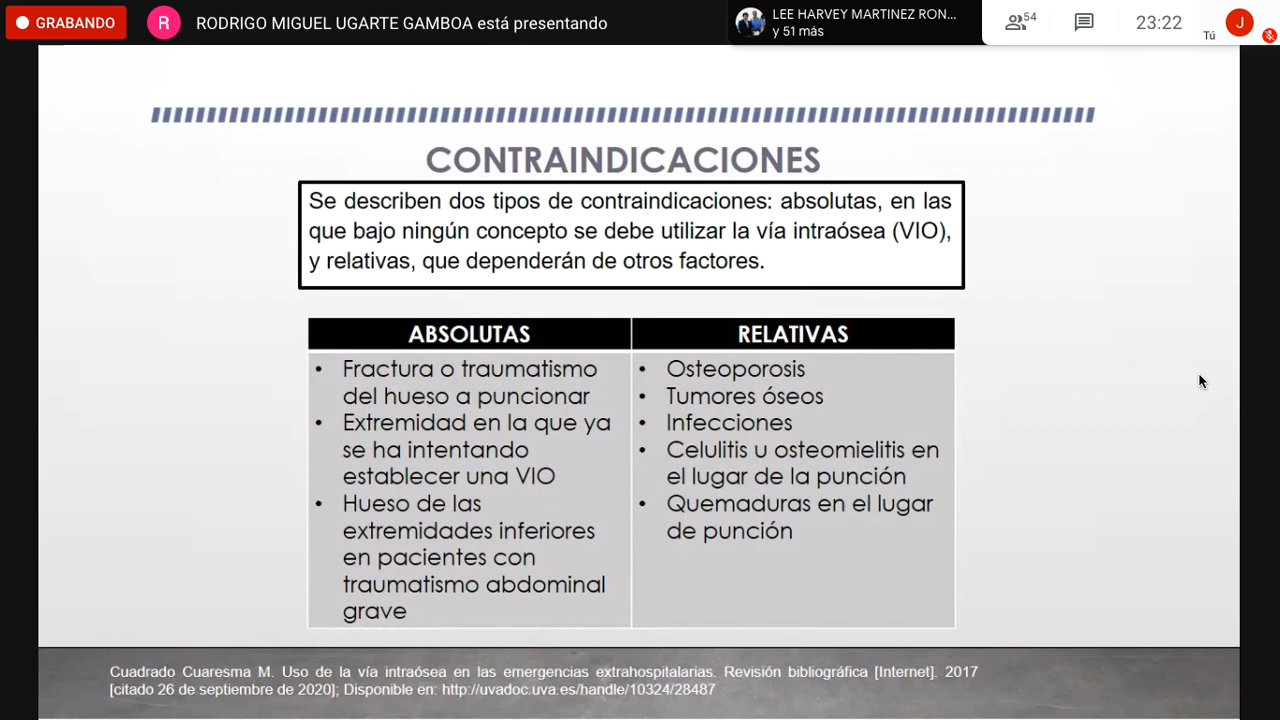 GRABANDO
R
RODRIGO MIGUEL UGARTE GAMBOA está presentando
LEE HARVEY MARTINEZ RON...
y 51 más
54
23:22
Tú
J
CONTRAINDICACIONES
Se describen dos tipos de contraindicaciones: absolutas, en las
que bajo ningún concepto se debe utilizar la vía intraósea (VIO),
y relativas, que dependerán de otros factores.
ABSOLUTAS
• Fractura o traumatismo
del hueso a puncionar
• Extremidad en la que ya
se ha intentando
establecer una VIO
• Hueso de las
extremidades inferiores
en pacientes con
traumatismo abdominal
grave
RELATIVAS
• Osteoporosis
• Tumores óseos
• Infecciones
• Celulitis u osteomielitis en
el lugar de la punción
• Quemaduras en el lugar
de punción
Cuadrado Cuaresma M. Uso de la vía intraósea en las emergencias extrahospitalarias. Revisión bibliográfica [Internet]. 2017
[citado 26 de septiembre de 2020]; Disponible en: http://uvadoc.uva.es/handle/10324/28487